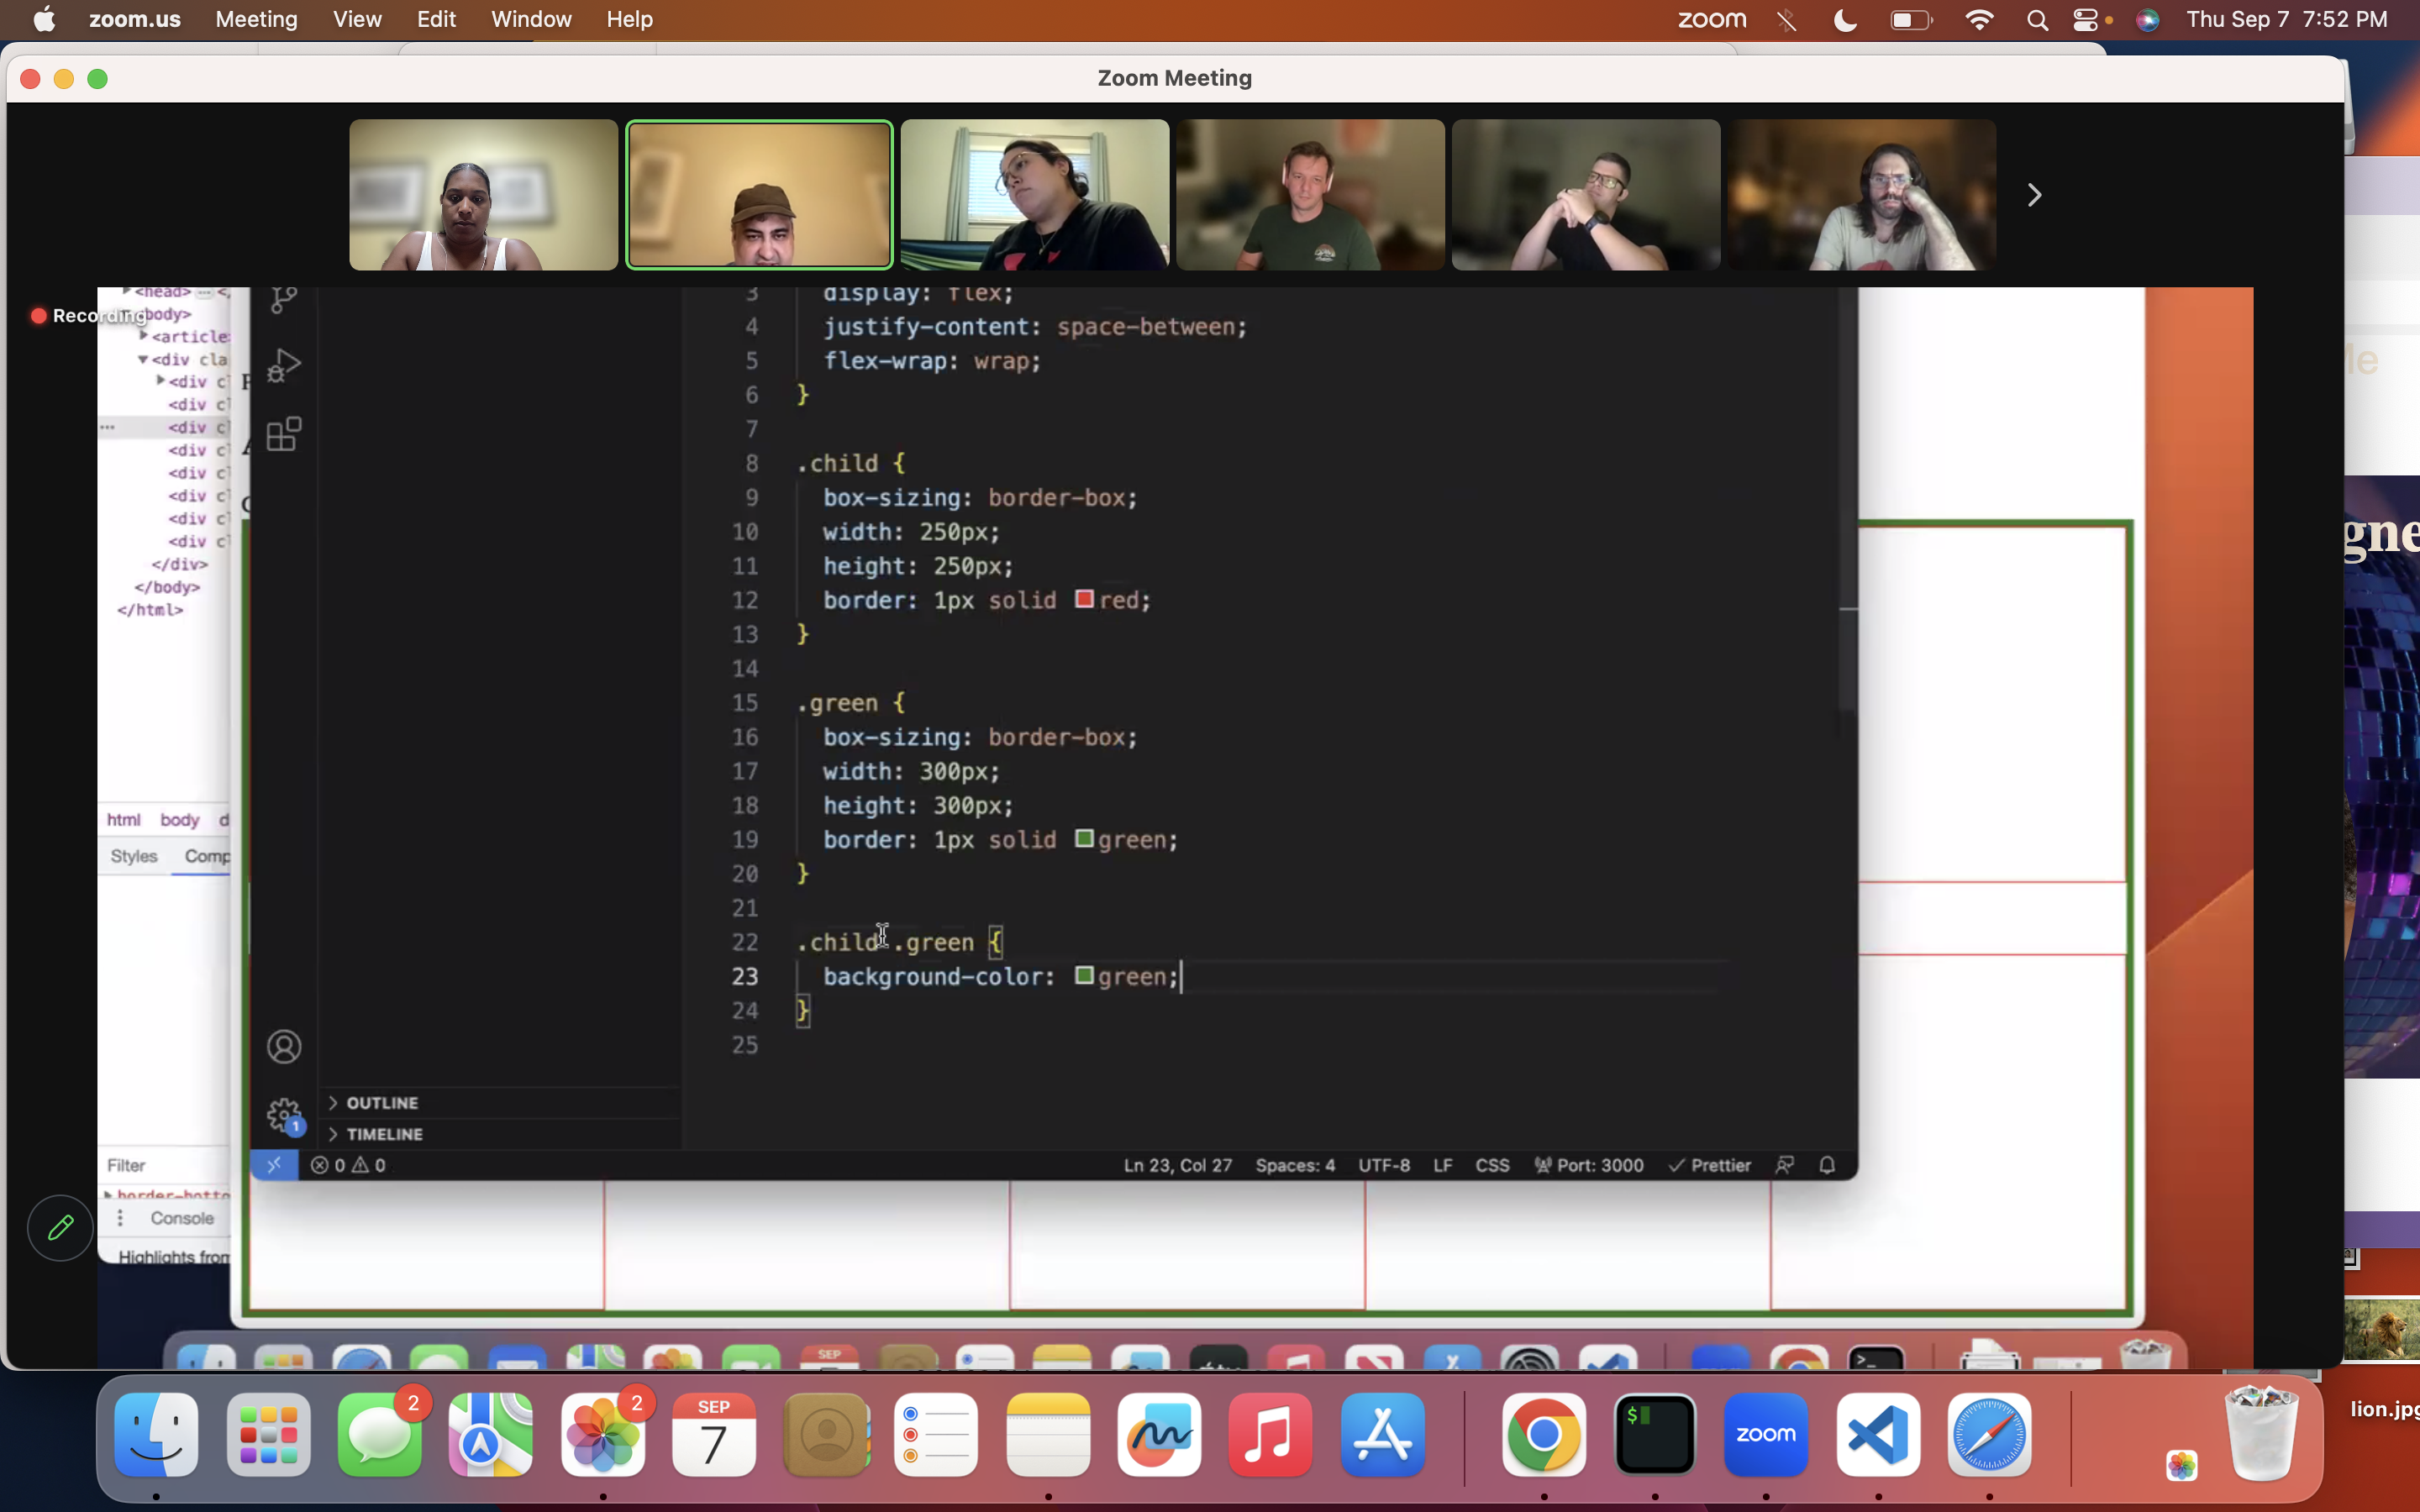 zoom.us Meeting View Edit Window Help
zoom Thu Sep 7 7:52 PM
Zoom Meeting
Recording
<head>
<body>
<article
<div cla
<div c
<div c
<div c
<div c
<div c
<div c
<div c
<div c
</div>
</body>
</html>
html body d
Styles Comp
Filter
border-botto
Console
Highlights from
3 display: flex;
4 justify-content: space-between;
5 flex-wrap: wrap;
6 }
7
8 .child {
9 box-sizing: border-box;
10 width: 250px;
11 height: 250px;
12 border: 1px solid red;
13 }
14
15 .green {
16 box-sizing: border-box;
17 width: 300px;
18 height: 300px;
19 border: 1px solid green;
20 }
21
22 .child .green {
23 background-color: green;
24 }
25
OUTLINE
TIMELINE
1
0 0
Ln 23, Col 27 Spaces: 4 UTF-8 LF CSS Port: 3000 Prettier
Me
gne
SEP
2
2
SEP
7
$
zoom
lion.jpg